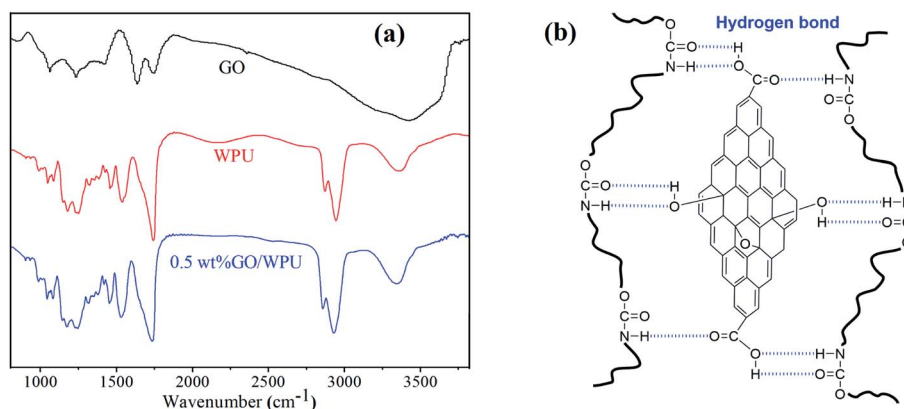 (a)
GO
WPU
0.5 wt%GO/WPU
1000 1500 2000 2500 3000 3500
Wavenumber (cm-1)
(b)
Hydrogen bond
O
C=O
N-H
H
O
C=O
H-N
O=C
O
O
C=O
N-H
H
O
O
O
H
H
O=C
O
O
C=O
N-H
O=C
O
H
H-N
O=C
O